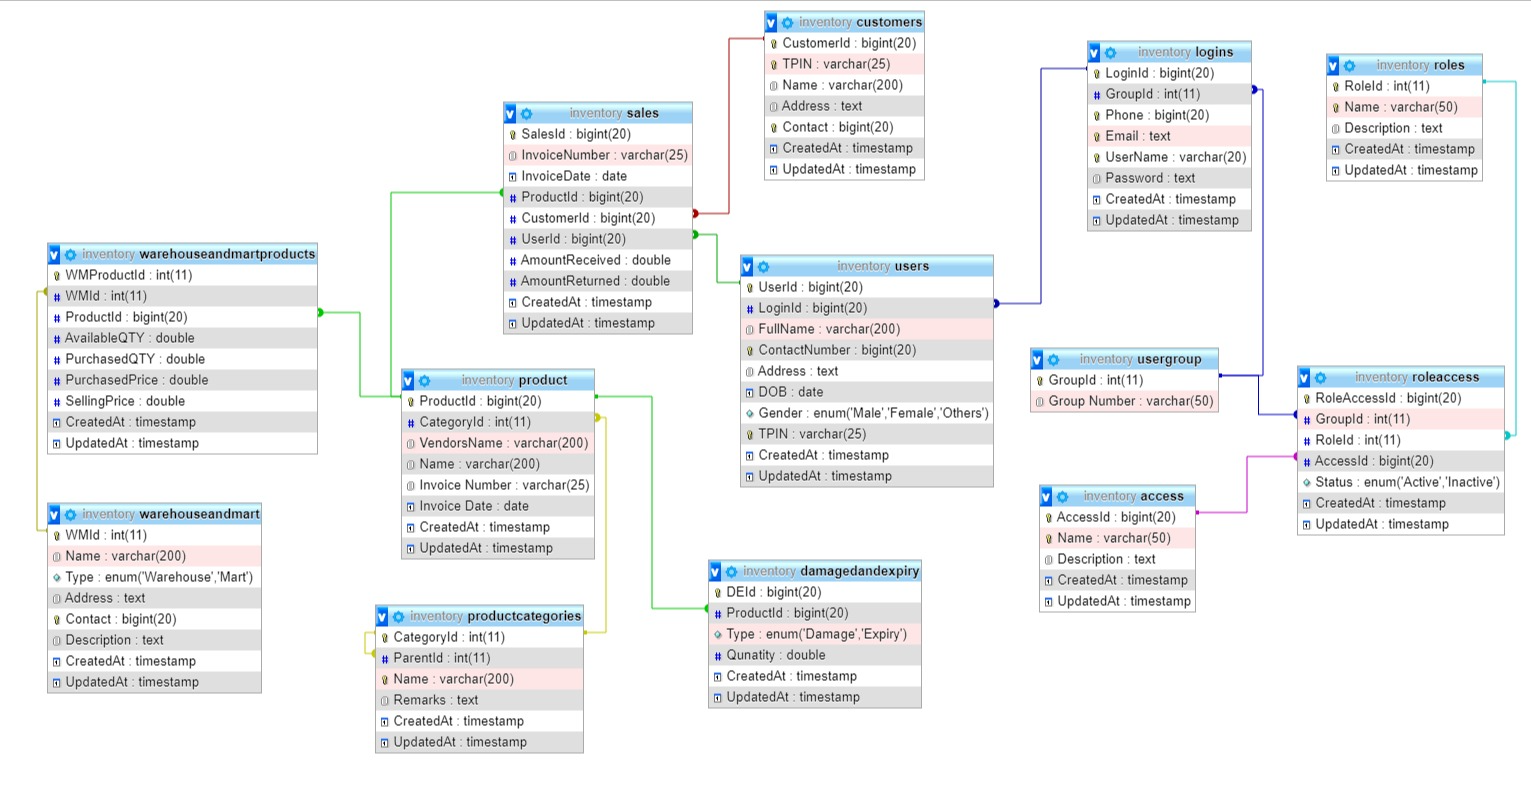 inventory customers
CustomerId : bigint(20)
TPIN : varchar(25)
Name : varchar(200)
Address : text
Contact : bigint(20)
CreatedAt : timestamp
UpdatedAt : timestamp
inventory logins
LoginId : bigint(20)
GroupId : int(11)
Phone : bigint(20)
Email : text
UserName : varchar(20)
Password : text
CreatedAt : timestamp
UpdatedAt : timestamp
inventory roles
RoleId : int(11)
Name : varchar(50)
Description : text
CreatedAt : timestamp
UpdatedAt : timestamp
inventory sales
SalesId : bigint(20)
InvoiceNumber : varchar(25)
InvoiceDate : date
ProductId : bigint(20)
CustomerId : bigint(20)
UserId : bigint(20)
AmountReceived : double
AmountReturned : double
CreatedAt : timestamp
UpdatedAt : timestamp
inventory warehouseandmartproducts
WMProductId : int(11)
WMId : int(11)
ProductId : bigint(20)
AvailableQTY : double
PurchasedQTY : double
PurchasedPrice : double
SellingPrice : double
CreatedAt : timestamp
UpdatedAt : timestamp
inventory users
UserId : bigint(20)
LoginId : bigint(20)
FullName : varchar(200)
ContactNumber : bigint(20)
Address : text
DOB : date
Gender : enum('Male','Female','Others')
TPIN : varchar(25)
CreatedAt : timestamp
UpdatedAt : timestamp
inventory usergroup
GroupId : int(11)
Group Number : varchar(50)
inventory roleaccess
RoleAccessId : bigint(20)
GroupId : int(11)
RoleId : int(11)
AccessId : bigint(20)
Status : enum('Active','Inactive')
CreatedAt : timestamp
UpdatedAt : timestamp
inventory product
ProductId : bigint(20)
CategoryId : int(11)
VendorsName : varchar(200)
Name : varchar(200)
Invoice Number : varchar(25)
Invoice Date : date
CreatedAt : timestamp
UpdatedAt : timestamp
inventory access
AccessId : bigint(20)
Name : varchar(50)
Description : text
CreatedAt : timestamp
UpdatedAt : timestamp
inventory warehouseandmart
WMId : int(11)
Name : varchar(200)
Type : enum('Warehouse','Mart')
Address : text
Contact : bigint(20)
Description : text
CreatedAt : timestamp
UpdatedAt : timestamp
inventory damagedandexpiry
DEId : bigint(20)
ProductId : bigint(20)
Type : enum('Damage','Expiry')
Qunatity : double
CreatedAt : timestamp
UpdatedAt : timestamp
inventory productcategories
CategoryId : int(11)
ParentId : int(11)
Name : varchar(200)
Remarks : text
CreatedAt : timestamp
UpdatedAt : timestamp